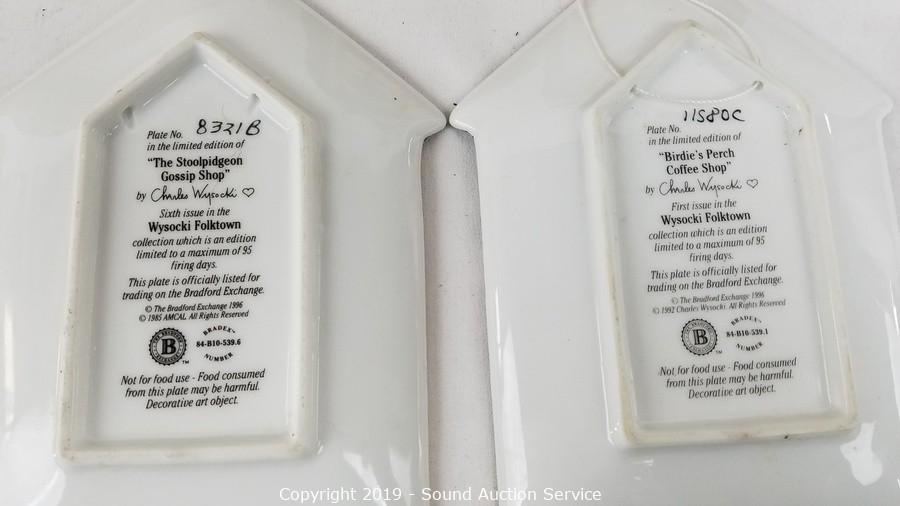 Plate No. 8321B
in the limited edition of
"The Stoolpidgeon
Gossip Shop"
by Charles Wysocki ♡
Sixth issue in the
Wysocki Folktown
collection which is an edition
limited to a maximum of 95
firing days.
This plate is officially listed for
trading on the Bradford Exchange.
© The Bradford Exchange 1996
© 1985 AMCAL. All Rights Reserved
B
™
BRADEX™
84-B10-539.6
NUMBER
Not for food use - Food consumed
from this plate may be harmful.
Decorative art object.
Plate No. 11580C
in the limited edition of
"Birdie's Perch
Coffee Shop"
by Charles Wysocki ♡
First issue in the
Wysocki Folktown
collection which is an edition
limited to a maximum of 95
firing days.
This plate is officially listed for
trading on the Bradford Exchange.
© The Bradford Exchange 1996
© 1992 Charles Wysocki. All Rights Reserved
B
™
BRADEX™
84-B10-539.1
NUMBER
Not for food use - Food consumed
from this plate may be harmful.
Decorative art object.
Copyright 2019 - Sound Auction Service